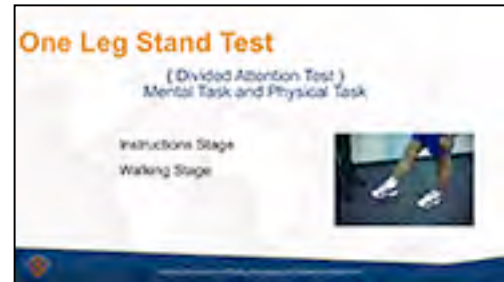 One Leg Stand Test
( Divided Attention Test )
Mental Task and Physical Task
Instructions Stage
Walking Stage